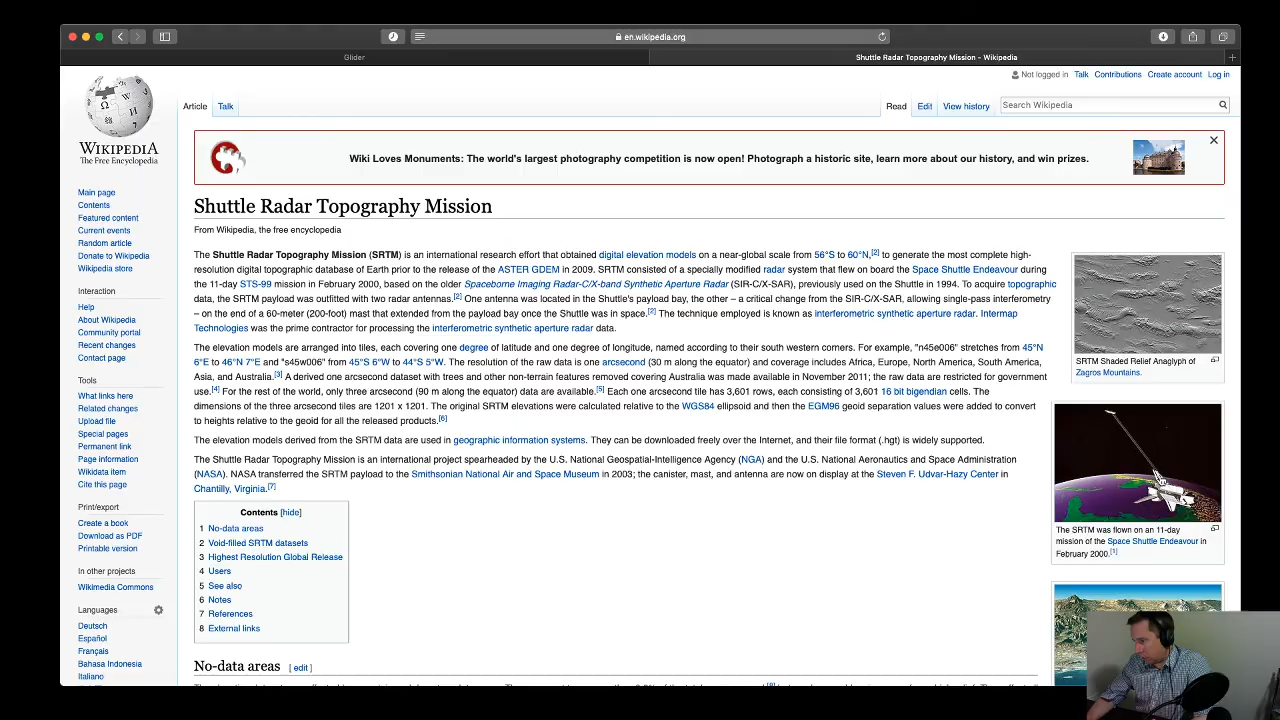 en.wikipedia.org
Glider
Shuttle Radar Topography Mission - Wikipedia
Not logged in Talk Contributions Create account Log in
WIKIPEDIA
The Free Encyclopedia
Article Talk
Read Edit View history Search Wikipedia
Wiki Loves Monuments: The world's largest photography competition is now open! Photograph a historic site, learn more about our history, and win prizes.
Main page
Contents
Featured content
Current events
Random article
Donate to Wikipedia
Wikipedia store
Interaction
Help
About Wikipedia
Community portal
Recent changes
Contact page
Tools
What links here
Related changes
Upload file
Special pages
Permanent link
Page information
Wikidata item
Cite this page
Print/export
Create a book
Download as PDF
Printable version
In other projects
Wikimedia Commons
Languages
Deutsch
Español
Français
Bahasa Indonesia
Italiano
Shuttle Radar Topography Mission
From Wikipedia, the free encyclopedia
The Shuttle Radar Topography Mission (SRTM) is an international research effort that obtained digital elevation models on a near-global scale from 56°S to 60°N,[2] to generate the most complete high-
resolution digital topographic database of Earth prior to the release of the ASTER GDEM in 2009. SRTM consisted of a specially modified radar system that flew on board the Space Shuttle Endeavour during
the 11-day STS-99 mission in February 2000, based on the older Spaceborne Imaging Radar-C/X-band Synthetic Aperture Radar (SIR-C/X-SAR), previously used on the Shuttle in 1994. To acquire topographic
data, the SRTM payload was outfitted with two radar antennas.[2] One antenna was located in the Shuttle's payload bay, the other – a critical change from the SIR-C/X-SAR, allowing single-pass interferometry
– on the end of a 60-meter (200-foot) mast that extended from the payload bay once the Shuttle was in space.[2] The technique employed is known as interferometric synthetic aperture radar. Intermap
Technologies was the prime contractor for processing the interferometric synthetic aperture radar data.
The elevation models are arranged into tiles, each covering one degree of latitude and one degree of longitude, named according to their south western corners. For example, "n45e006" stretches from 45°N
6°E to 46°N 7°E and "s45w006" from 45°S 6°W to 44°S 5°W. The resolution of the raw data is one arcsecond (30 m along the equator) and coverage includes Africa, Europe, North America, South America,
Asia, and Australia.[3] A derived one arcsecond dataset with trees and other non-terrain features removed covering Australia was made available in November 2011; the raw data are restricted for government
use.[4] For the rest of the world, only three arcsecond (90 m along the equator) data are available.[5] Each one arcsecond tile has 3,601 rows, each consisting of 3,601 16 bit bigendian cells. The
dimensions of the three arcsecond tiles are 1201 x 1201. The original SRTM elevations were calculated relative to the WGS84 ellipsoid and then the EGM96 geoid separation values were added to convert
to heights relative to the geoid for all the released products.[6]
The elevation models derived from the SRTM data are used in geographic information systems. They can be downloaded freely over the Internet, and their file format (.hgt) is widely supported.
The Shuttle Radar Topography Mission is an international project spearheaded by the U.S. National Geospatial-Intelligence Agency (NGA) and the U.S. National Aeronautics and Space Administration
(NASA). NASA transferred the SRTM payload to the Smithsonian National Air and Space Museum in 2003; the canister, mast, and antenna are now on display at the Steven F. Udvar-Hazy Center in
Chantilly, Virginia.[7]
Contents [hide]
1 No-data areas
2 Void-filled SRTM datasets
3 Highest Resolution Global Release
4 Users
5 See also
6 Notes
7 References
8 External links
No-data areas [ edit ]
SRTM Shaded Relief Anaglyph of
Zagros Mountains.
The SRTM was flown on an 11-day
mission of the Space Shuttle Endeavour in
February 2000.[1]